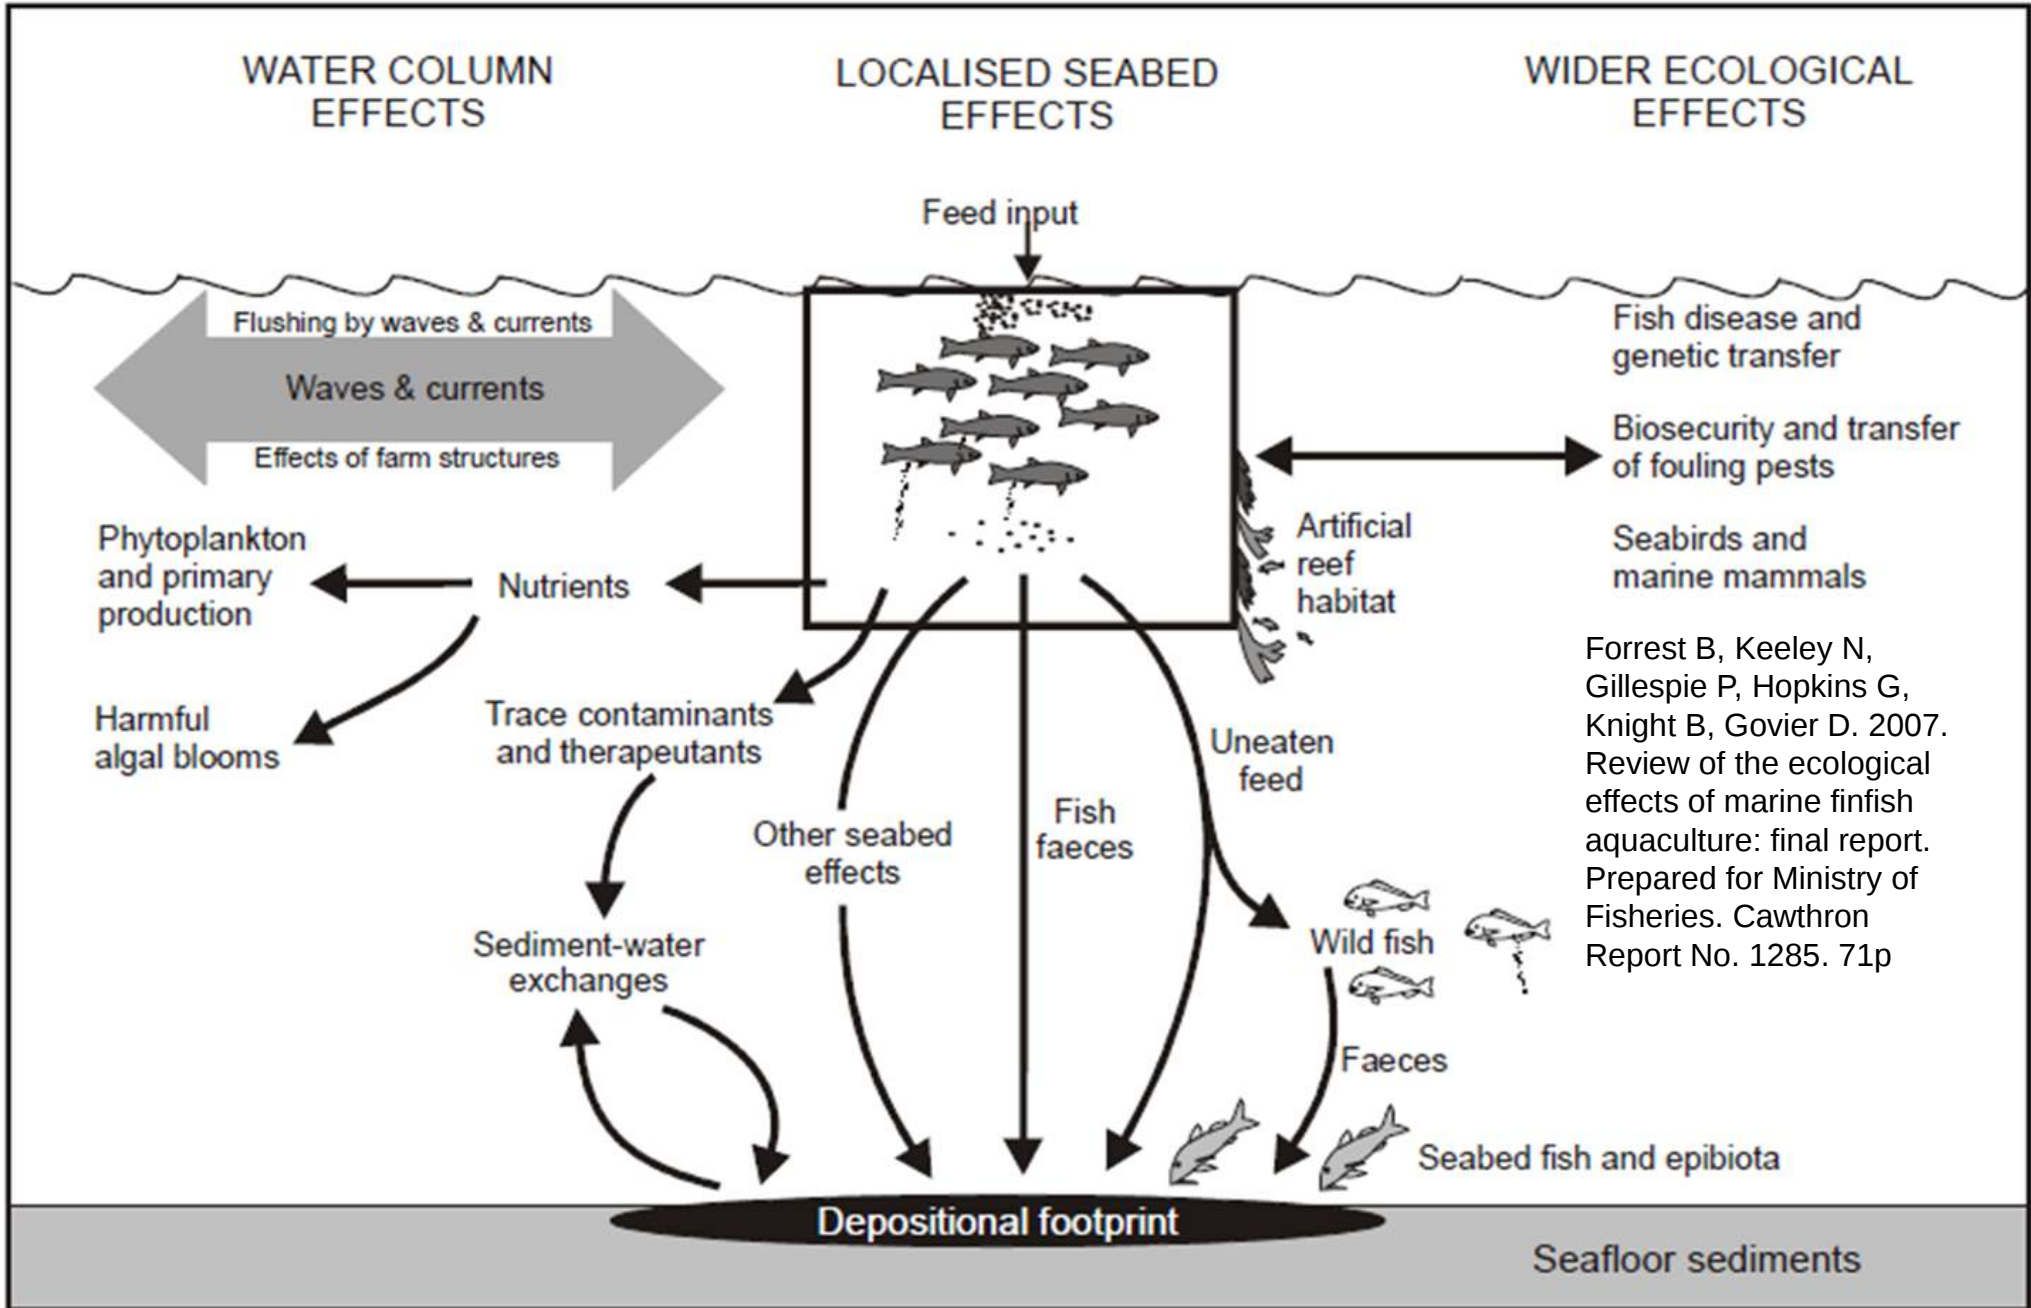 WATER COLUMN
EFFECTS
LOCALISED SEABED
EFFECTS
WIDER ECOLOGICAL
EFFECTS
Feed input
Flushing by waves & currents
Waves & currents
Effects of farm structures
Fish disease and
genetic transfer
Biosecurity and transfer
of fouling pests
Seabirds and
marine mammals
Artificial
reef
habitat
Phytoplankton
and primary
production
Nutrients
Harmful
algal blooms
Trace contaminants
and therapeutants
Other seabed
effects
Fish
faeces
Uneaten
feed
Forrest B, Keeley N,
Gillespie P, Hopkins G,
Knight B, Govier D. 2007.
Review of the ecological
effects of marine finfish
aquaculture: final report.
Prepared for Ministry of
Fisheries. Cawthron
Report No. 1285. 71p
Sediment-water
exchanges
Wild fish
Faeces
Seabed fish and epibiota
Depositional footprint
Seafloor sediments